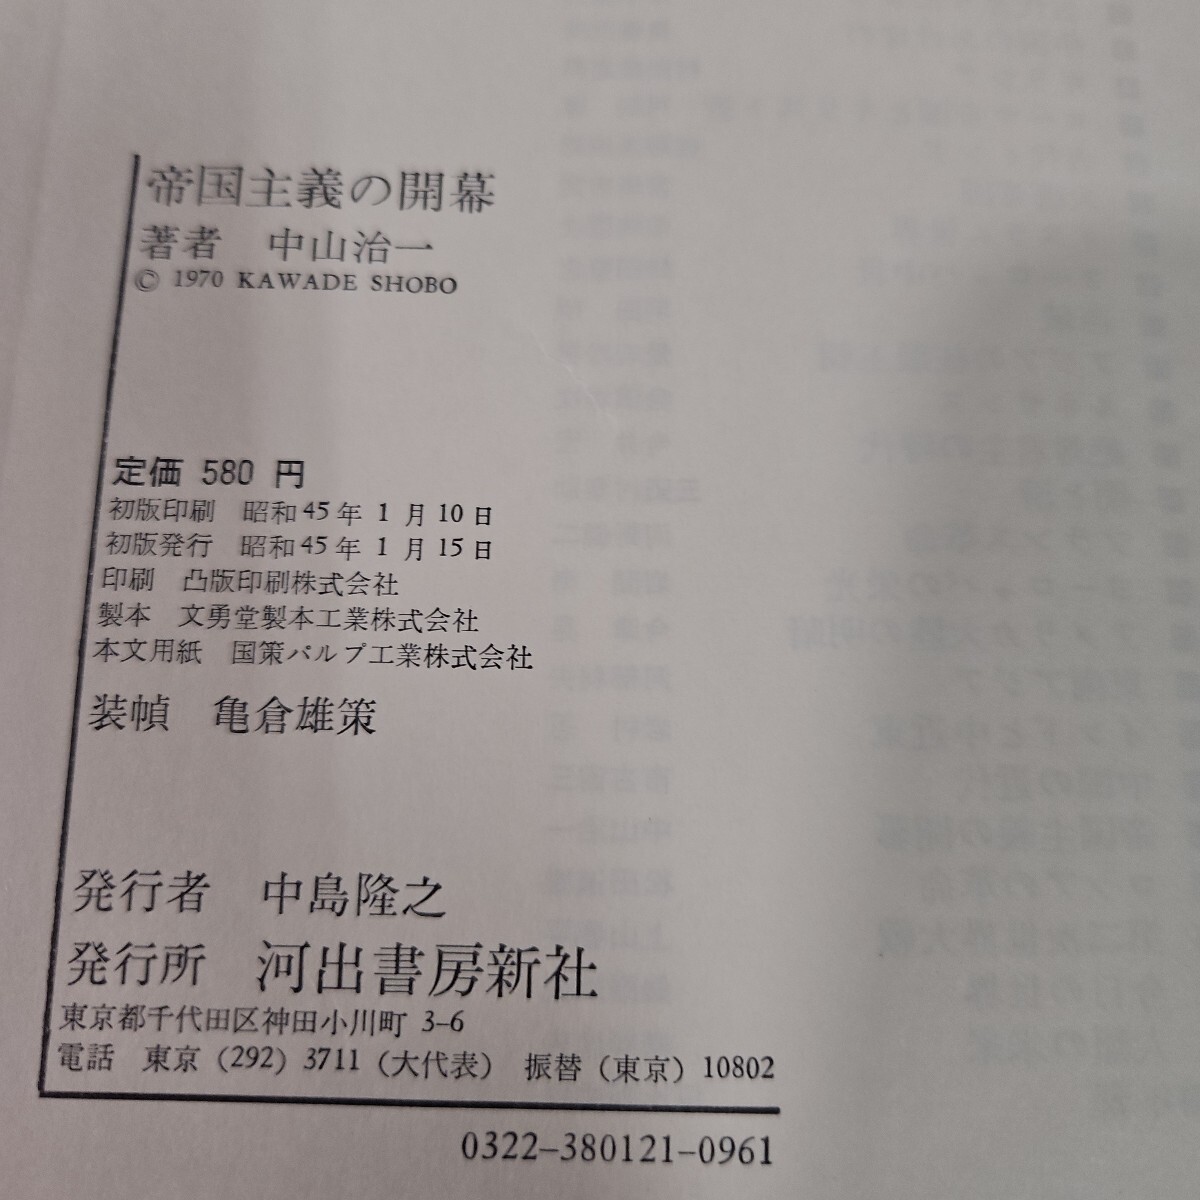 帝国主義の開幕
著者 中山治一
© 1970 KAWADE SHOBO
定価 580 円
初版印刷 昭和45年 1 月 10 日
初版発行 昭和45年 1 月 15 日
印刷 凸版印刷株式会社
製本 文勇堂製本工業株式会社
本文用紙 国策パルプ工業株式会社
装幀 亀倉雄策
発行者 中島隆之
発行所 河出書房新社
東京都千代田区神田小川町 3-6
電話 東京 (292) 3711 (大代表) 振替 (東京) 10802
0322-380121-0961